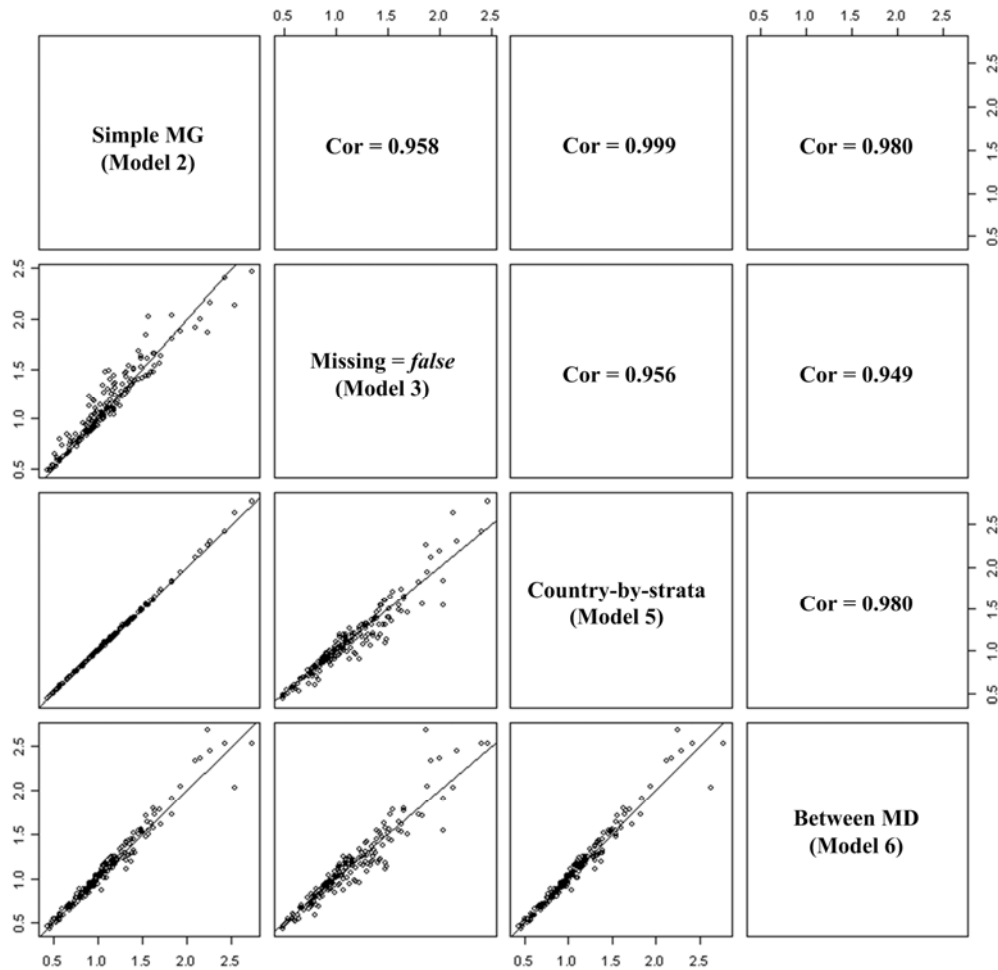 0.5 1.0 1.5 2.0 2.5
0.5 1.0 1.5 2.0
Simple MG
(Model 2)
Cor = 0.958
Cor = 0.999
Cor = 0.980
0.5 1.0 1.5 2.0 2.5
0.5 1.0 1.5 2.0 2.5
Missing = false
(Model 3)
Cor = 0.956
Cor = 0.949
Country-by-strata
(Model 5)
Cor = 0.980
0.5 1.0 1.5 2.0 2.5
0.5 1.0 1.5 2.0 2.5
Between MD
(Model 6)
0.5 1.0 1.5 2.0 2.5
0.5 1.0 1.5 2.0 2.5